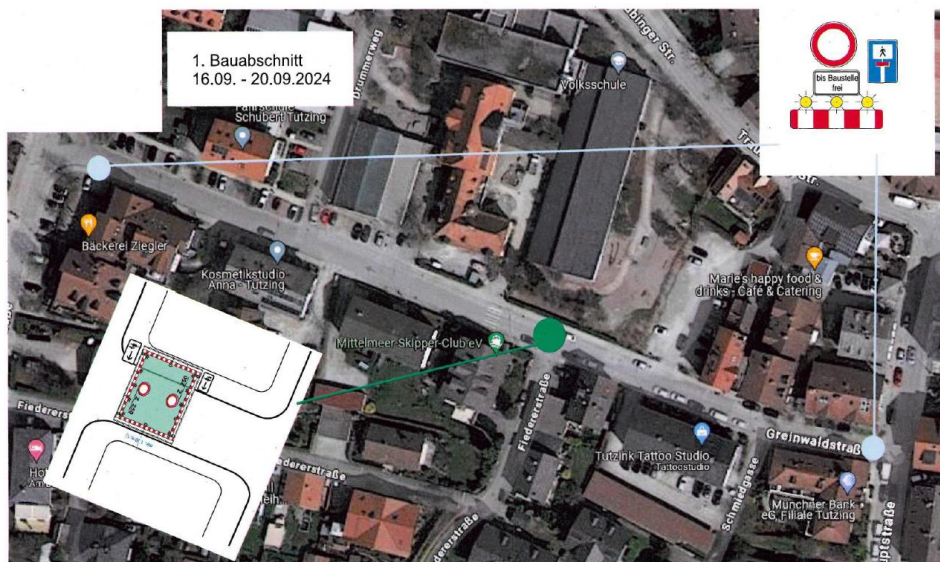 1. Bauabschnitt
16.09. - 20.09.2024
bis Baustelle
frei
Drummerweg
Volksschule
Fahrschule
Schubert Tutzing
Bäckerei Ziegler
Kosmetikstudio
Anna - Tutzing
Marie's happy food &
drinks - Café & Catering
Mittelmeer-Skipper-Club eV
Fiedererstraße
Greinwaldstraße
Tutzink Tattoo Studio
Tattoostudio
Schmiedgasse
Münchner Bank
eG, Filiale Tutzing